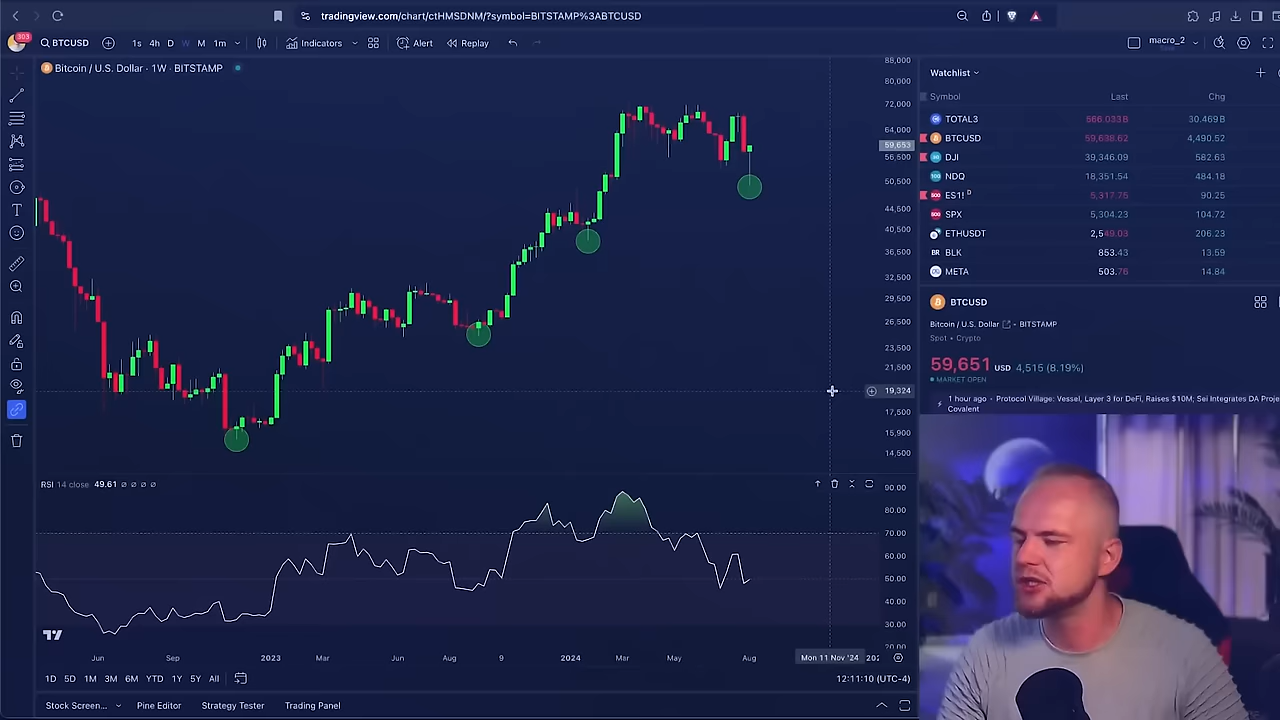 tradingview.com/chart/ctHMSDNM/?symbol=BITSTAMP%3ABTCUSD
303
BTCUSD 1s 4h D W M 1m Indicators Alert Replay macro_2
Bitcoin / U.S. Dollar · 1W · BITSTAMP
88,000
80,000
72,000
64,000
59,653
56,500
50,500
44,500
40,500
36,500
32,500
29,500
26,500
23,500
21,500
19,324
17,500
15,900
14,500
RSI 14 close 49.61 ∅ ∅ ∅ ∅
90.00
80.00
70.00
60.00
50.00
40.00
30.00
20.00
Jun Sep 2023 Mar Jun Aug 9 2024 Mar May Aug Mon 11 Nov '24 202
1D 5D 1M 3M 6M YTD 1Y 5Y All 12:11:10 (UTC-4)
Stock Screen... Pine Editor Strategy Tester Trading Panel
Watchlist
Symbol Last Chg
TOTAL3 866.033B 30.469B
BTCUSD 59,638.62 4,490.52
DJI 39,346.09 582.63
NDQ 18,351.54 484.18
ES1! D 5,317.75 90.25
SPX 5,304.23 104.72
ETHUSDT 2,549.03 206.23
BLK 853.43 13.59
META 503.76 14.84
BTCUSD
Bitcoin / U.S. Dollar - BITSTAMP
Spot • Crypto
59,651 USD 4,515 (8.19%)
MARKET OPEN
1 hour ago - Protocol Village: Vessel, Layer 3 for DeFi, Raises $10M; Sei Integrates DA Proje
Covalent